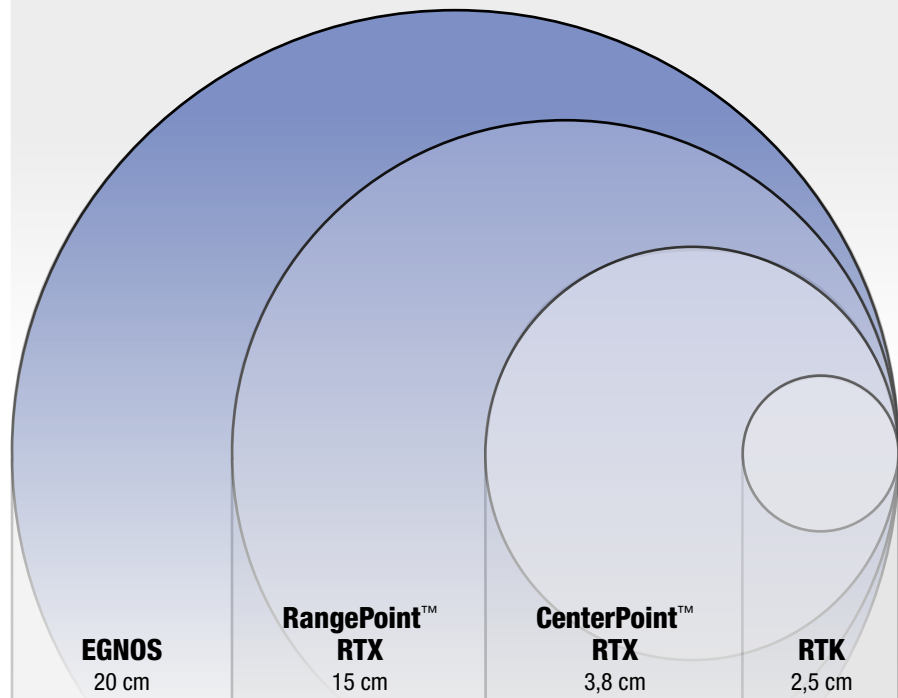 EGNOS
20 cm
RangePoint™
RTX
15 cm
CenterPoint™
RTX
3,8 cm
RTK
2,5 cm